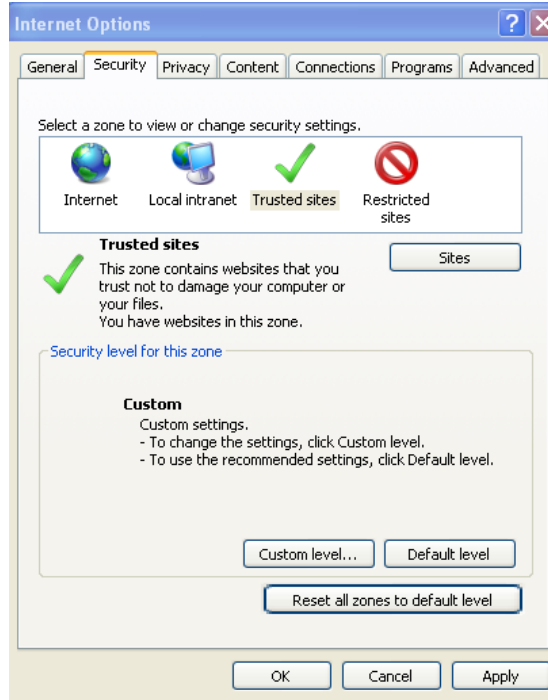 Internet Options
General Security Privacy Content Connections Programs Advanced
Select a zone to view or change security settings.
Internet Local intranet Trusted sites Restricted
sites
Trusted sites
Sites
This zone contains websites that you
trust not to damage your computer or
your files.
You have websites in this zone.
Security level for this zone
Custom
Custom settings.
- To change the settings, click Custom level.
- To use the recommended settings, click Default level.
Custom level... Default level
Reset all zones to default level
OK Cancel Apply